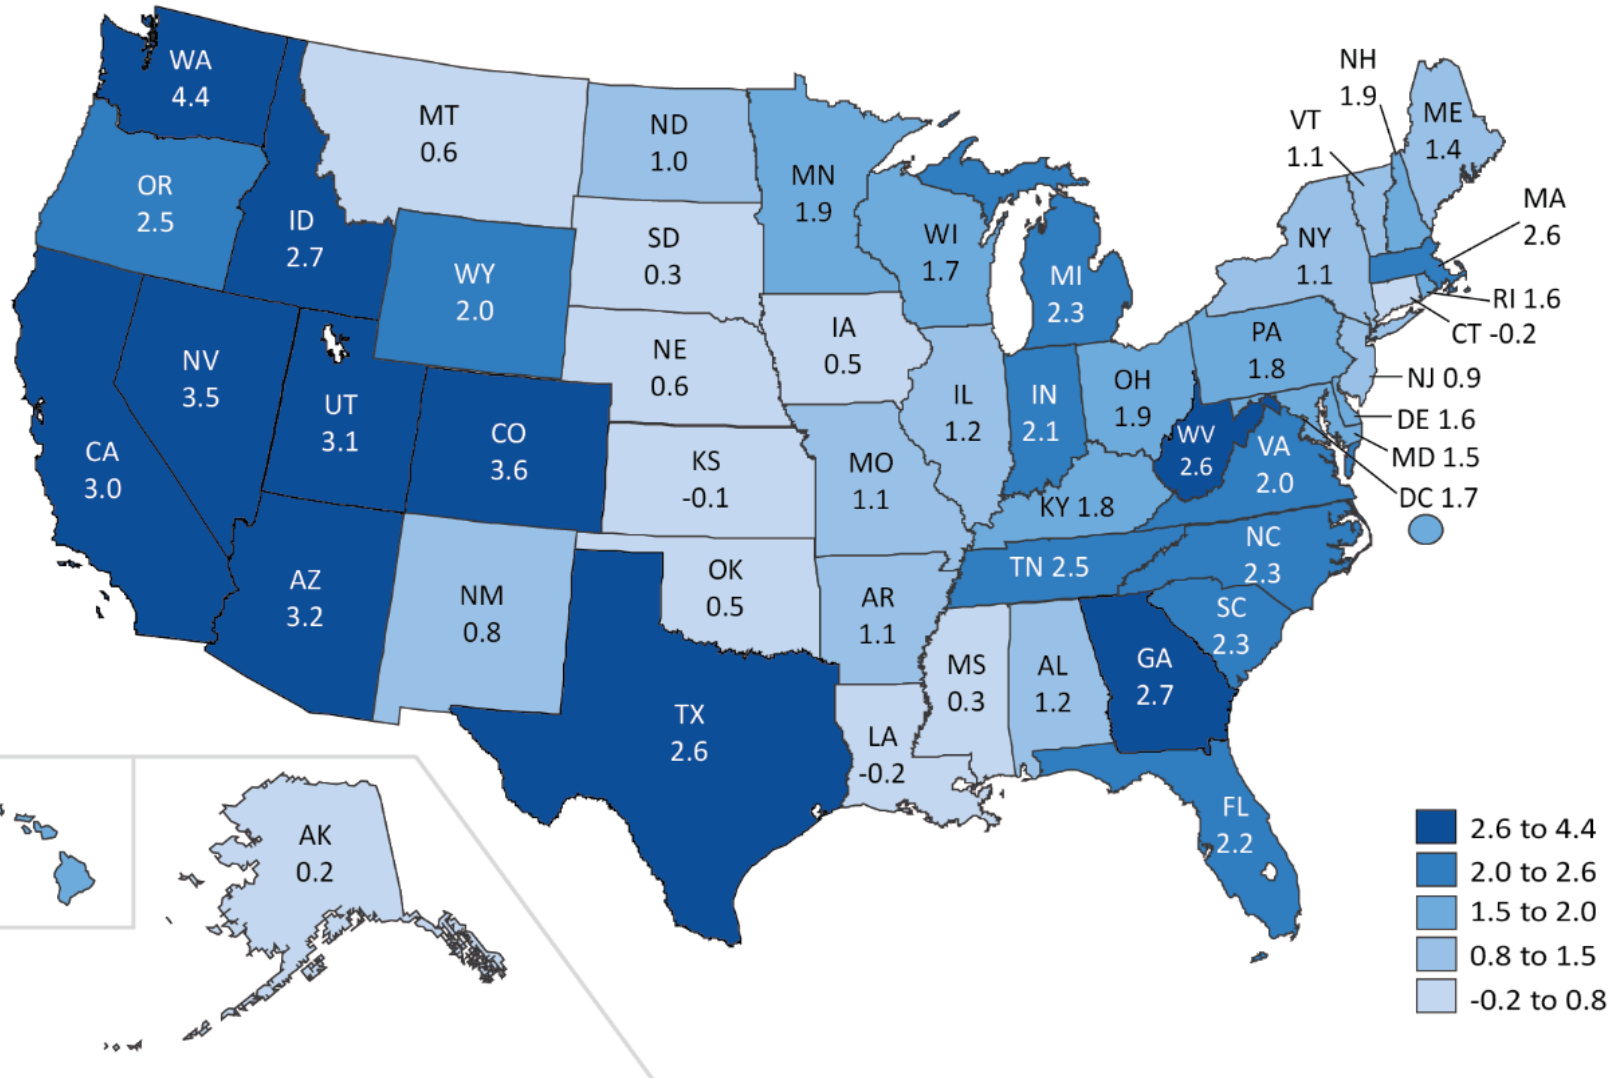 WA
4.4
MT
0.6
ND
1.0
MN
1.9
OR
2.5
ID
2.7
WY
2.0
SD
0.3
WI
1.7
MI
2.3
NH
1.9
VT
1.1
ME
1.4
MA
2.6
NY
1.1
RI 1.6
CT -0.2
PA
1.8
NJ 0.9
DE 1.6
MD 1.5
DC 1.7
NV
3.5
UT
3.1
CO
3.6
NE
0.6
IA
0.5
IL
1.2
IN
2.1
OH
1.9
WV
2.6
VA
2.0
CA
3.0
KS
-0.1
MO
1.1
KY 1.8
TN 2.5
NC
2.3
SC
2.3
AZ
3.2
NM
0.8
OK
0.5
AR
1.1
MS
0.3
AL
1.2
GA
2.7
TX
2.6
LA
-0.2
FL
2.2
AK
0.2
2.6 to 4.4
2.0 to 2.6
1.5 to 2.0
0.8 to 1.5
-0.2 to 0.8